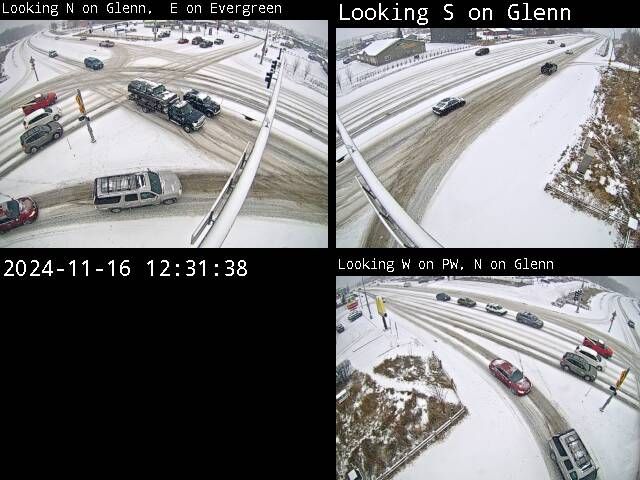 Looking N on Glenn, E on Evergreen
Looking S on Glenn
2024-11-16 12:31:38
Looking W on PW, N on Glenn